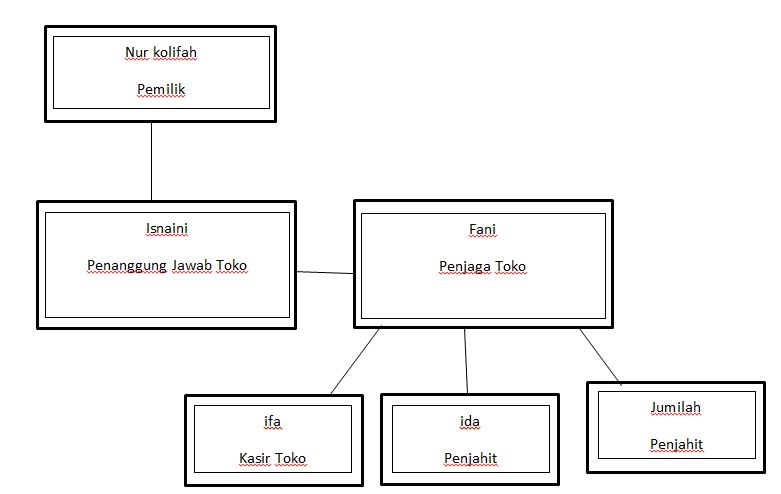 Nur kolifah
Pemilik
Isnaini
Penanggung Jawab Toko
Fani
Penjaga Toko
ifa
Kasir Toko
ida
Penjahit
Jumilah
Penjahit